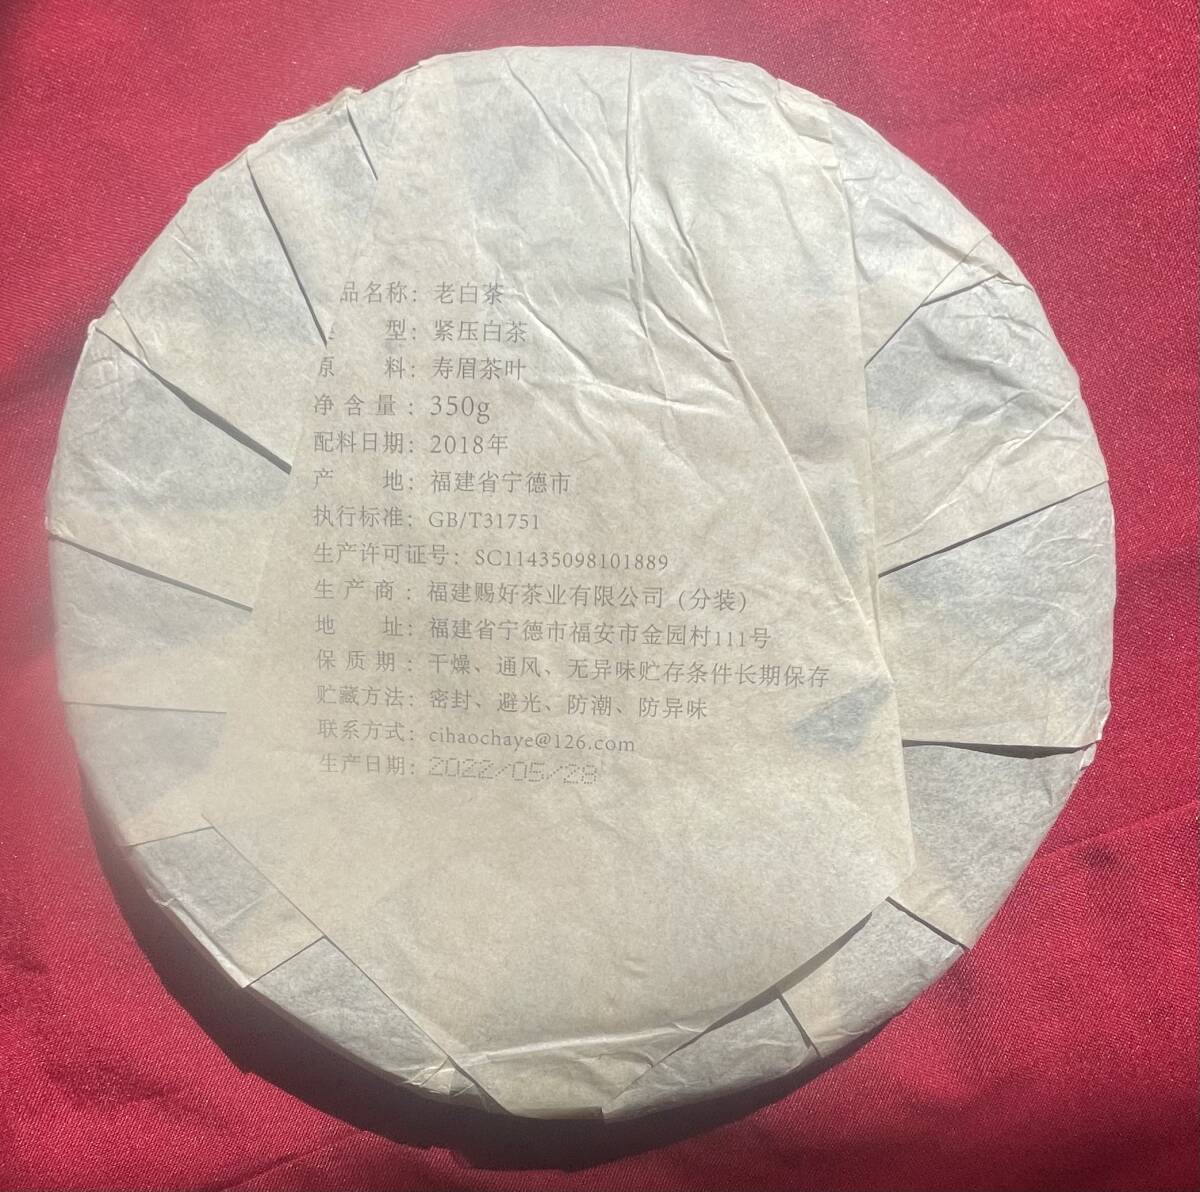 品名称：老白茶
型：紧压白茶
原 料：寿眉茶叶
净含量：350g
配料日期：2018年
产 地：福建省宁德市
执行标准：GB/T31751
生产许可证号：SC11435098101889
生产商：福建赐好茶业有限公司（分装）
地 址：福建省宁德市福安市金园村111号
保质期：干燥、通风、无异味贮存条件长期保存
贮藏方法：密封、避光、防潮、防异味
联系方式：cihaochaye@126.com
生产日期：2022/05/28